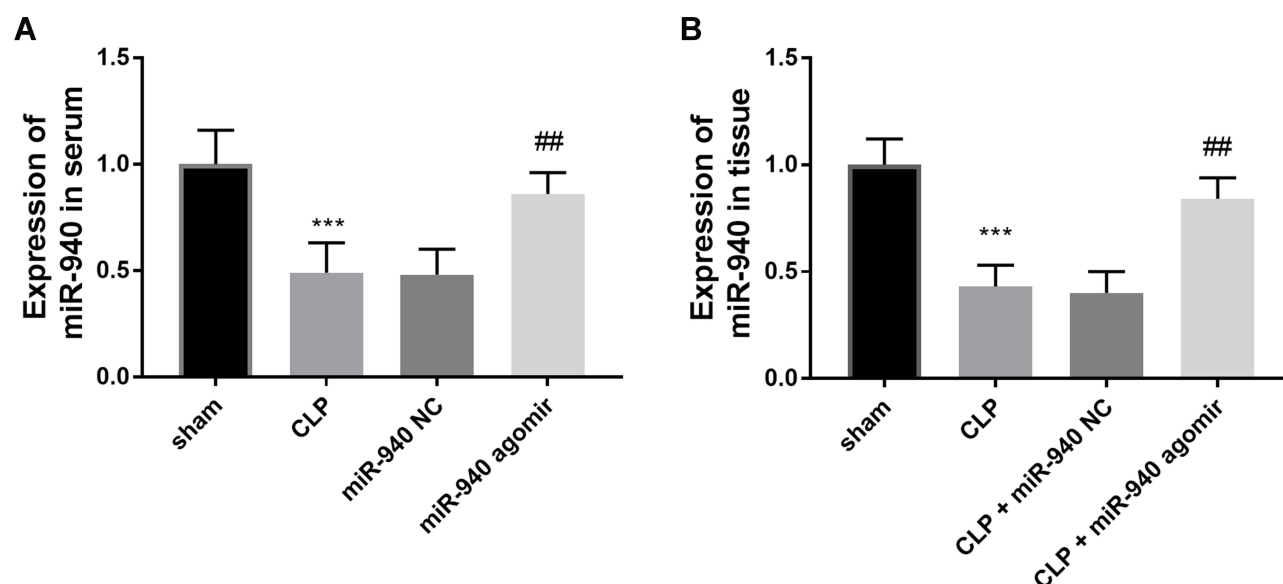 A
Expression of
miR-940 in serum
1.5
1.0
0.5
0.0
***
##
sham
CLP
miR-940 NC
miR-940 agomir
B
Expression of
miR-940 in tissue
1.5
1.0
0.5
0.0
***
##
sham
CLP
CLP + miR-940 NC
CLP + miR-940 agomir